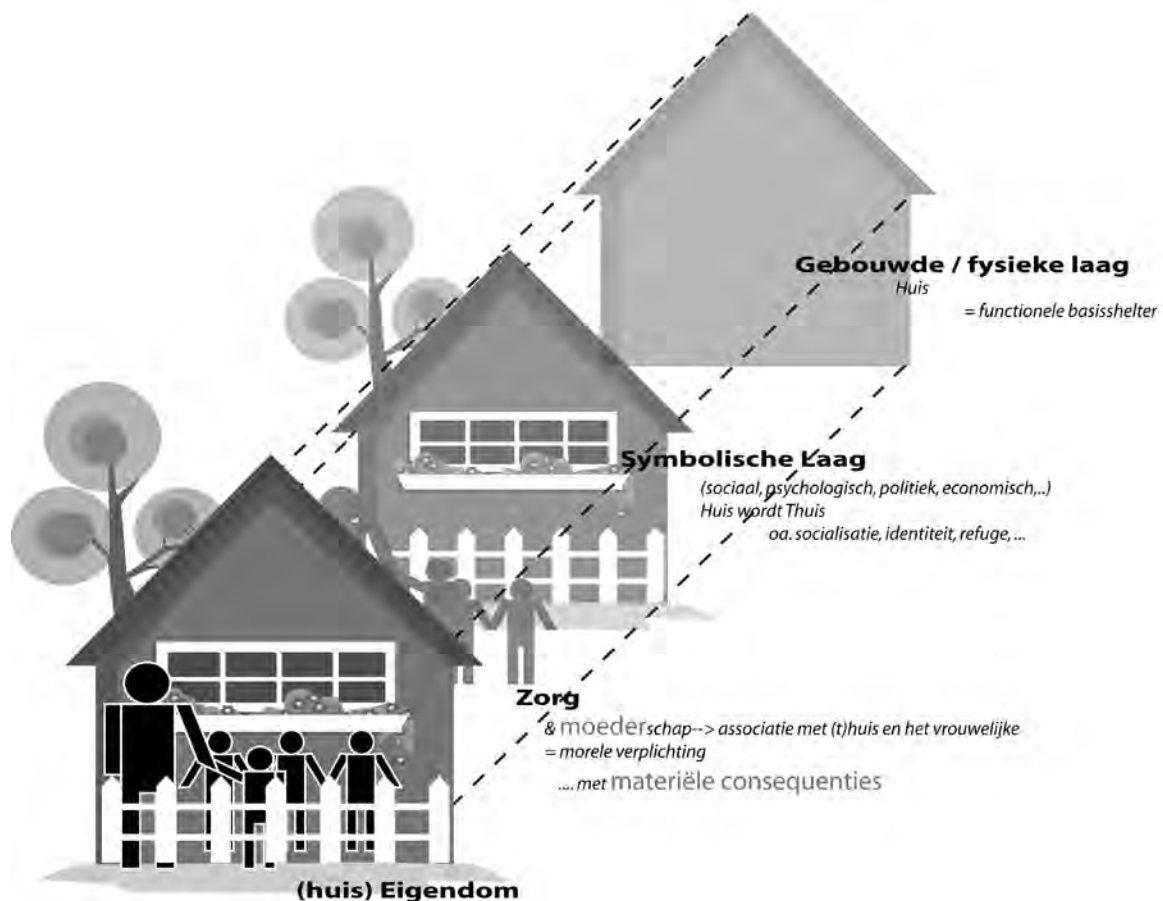 Gebouwde / fysieke laag
Huis
= functionele basisshelter
Symbolische Laag
(sociaal, psychologisch, politiek, economisch,..)
Huis wordt Thuis
oa. socialisatie, identiteit, refuge, ...
Zorg
& moederschap--> associatie met (t)huis en het vrouwelijke
= morele verplichting
.... met materiële consequenties
(huis) Eigendom